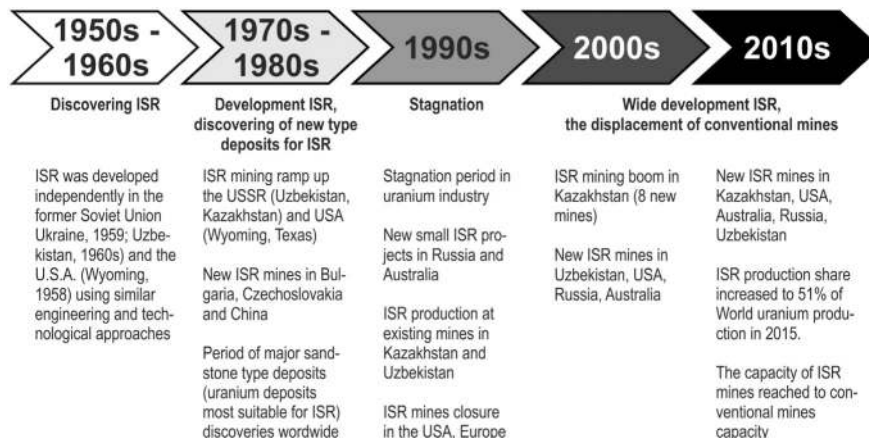 1950s -
1960s
1970s -
1980s
1990s
2000s
2010s
Discovering ISR
Development ISR,
discovering of new type
deposits for ISR
Stagnation
Wide development ISR,
the displacement of conventional mines
ISR was developed
independently in the
former Soviet Union
Ukraine, 1959; Uzbe-
kistan, 1960s) and the
U.S.A. (Wyoming,
1958) using similar
engineering and tech-
nological approaches
ISR mining ramp up
the USSR (Uzbekistan,
Kazakhstan) and USA
(Wyoming, Texas)
New ISR mines in Bul-
garia, Czechoslovakia
and China
Period of major sand-
stone type deposits
(uranium deposits
most suitable for ISR)
discoveries wordwide
Stagnation period in
uranium industry
New small ISR pro-
jects in Russia and
Australia
ISR production at
existing mines in
Kazakhstan and
Uzbekistan
ISR mines closure
in the USA, Europe
ISR mining boom in
Kazakhstan (8 new
mines)
New ISR mines in
Uzbekistan, USA,
Russia, Australia
New ISR mines in
Kazakhstan, USA,
Australia, Russia,
Uzbekistan
ISR production share
increased to 51% of
World uranium produ-
ction in 2015.
The capacity of ISR
mines reached to con-
ventional mines
capacity